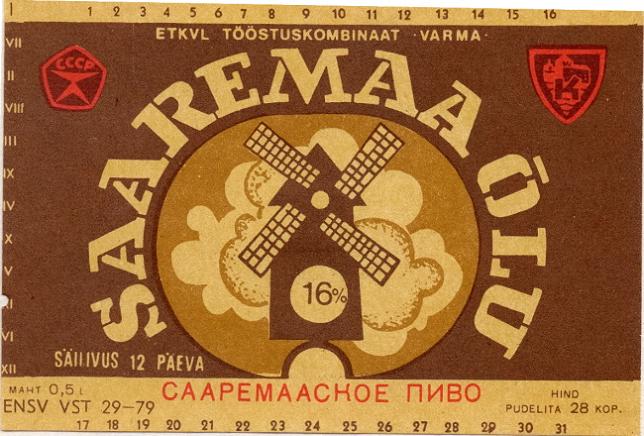 I 1 2 3 4 5 6 7 8 9 10 11 12 13 14 15 16
ETKVL TÖÖSTUSKOMBINAAT ·VARMA·
СССР
K
SAAREMAA ÕLU
VII
II
VIII
III
IX
IV
X
V
XI
VI
XII
16%
SÄILIVUS 12 PÄEVA
MAHT 0,5 l
ENSV VST 29-79
СААРЕМААСКОЕ ПИВО
HIND
PUDELITA 28 KOP.
17 18 19 20 21 22 23 24 25 26 27 28 29 30 31